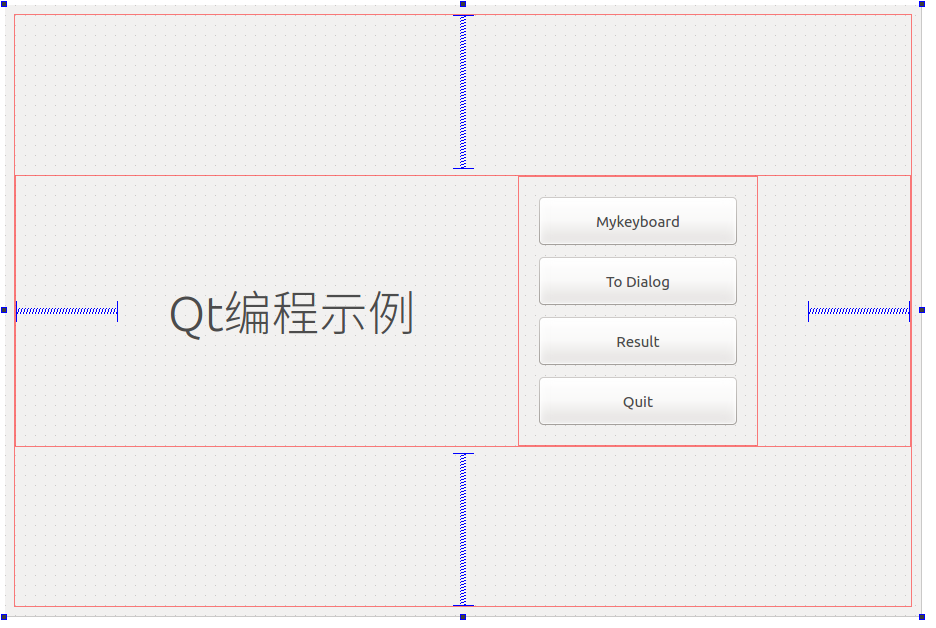 Qt编程示例
Mykeyboard
To Dialog
Result
Quit